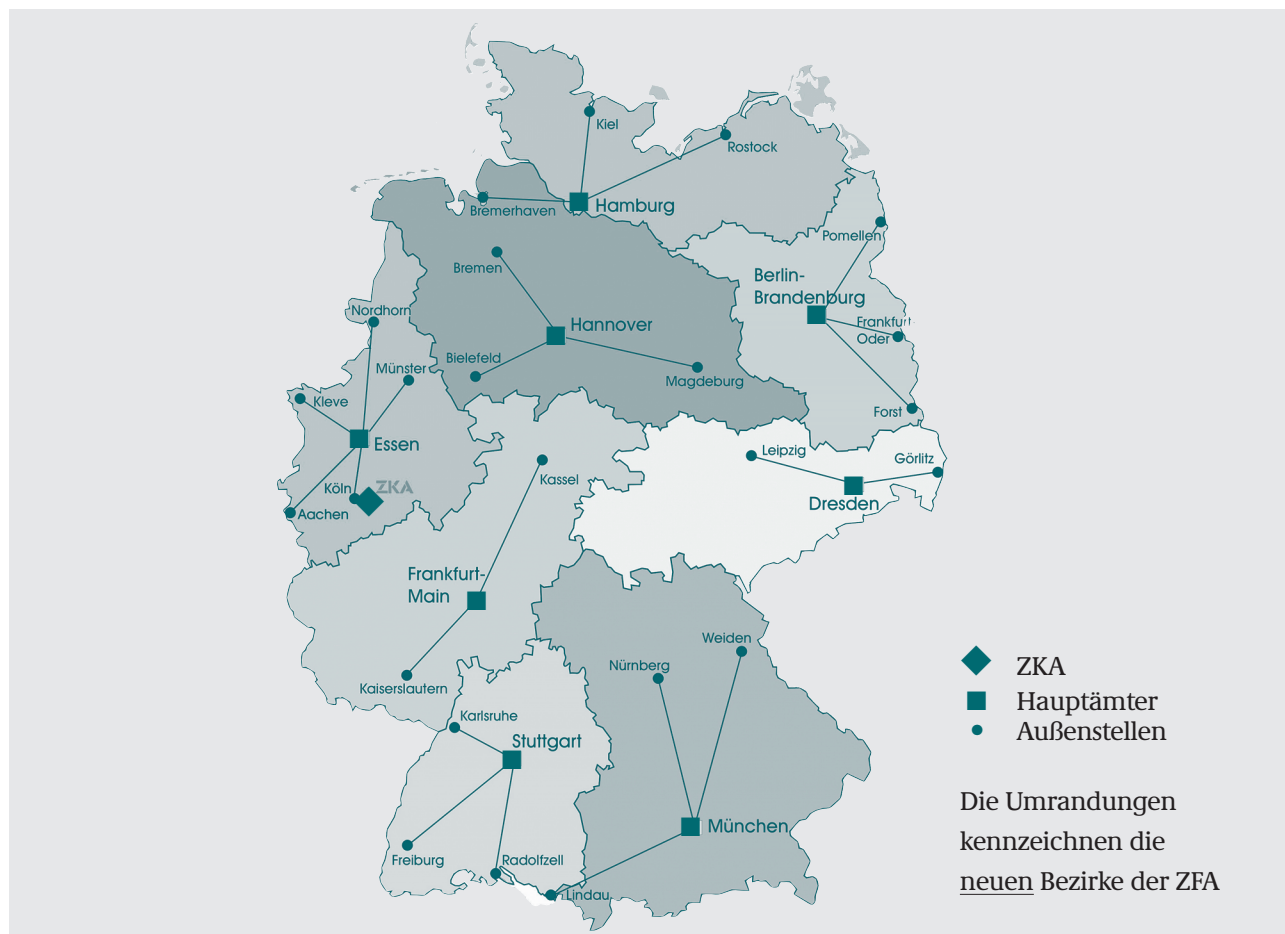 Kiel
Rostock
Bremerhaven
Hamburg
Pomellen
Bremen
Berlin-
Brandenburg
Nordhorn
Hannover
Frankfurt-
Oder
Bielefeld
Münster
Magdeburg
Kleve
Forst
Essen
Leipzig
Görlitz
Kassel
Köln
ZKA
Dresden
Aachen
Frankfurt-
Main
Weiden
Nürnberg
Kaiserslautern
Karlsruhe
Stuttgart
München
Freiburg
Radolfzell
Lindau
ZKA
Hauptämter
Außenstellen
Die Umrandungen
kennzeichnen die
neuen Bezirke der ZFA